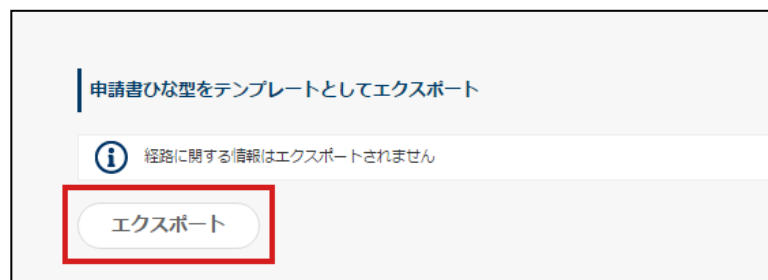 申請書ひな型をテンプレートとしてエクスポート
経路に関する情報はエクスポートされません
エクスポート